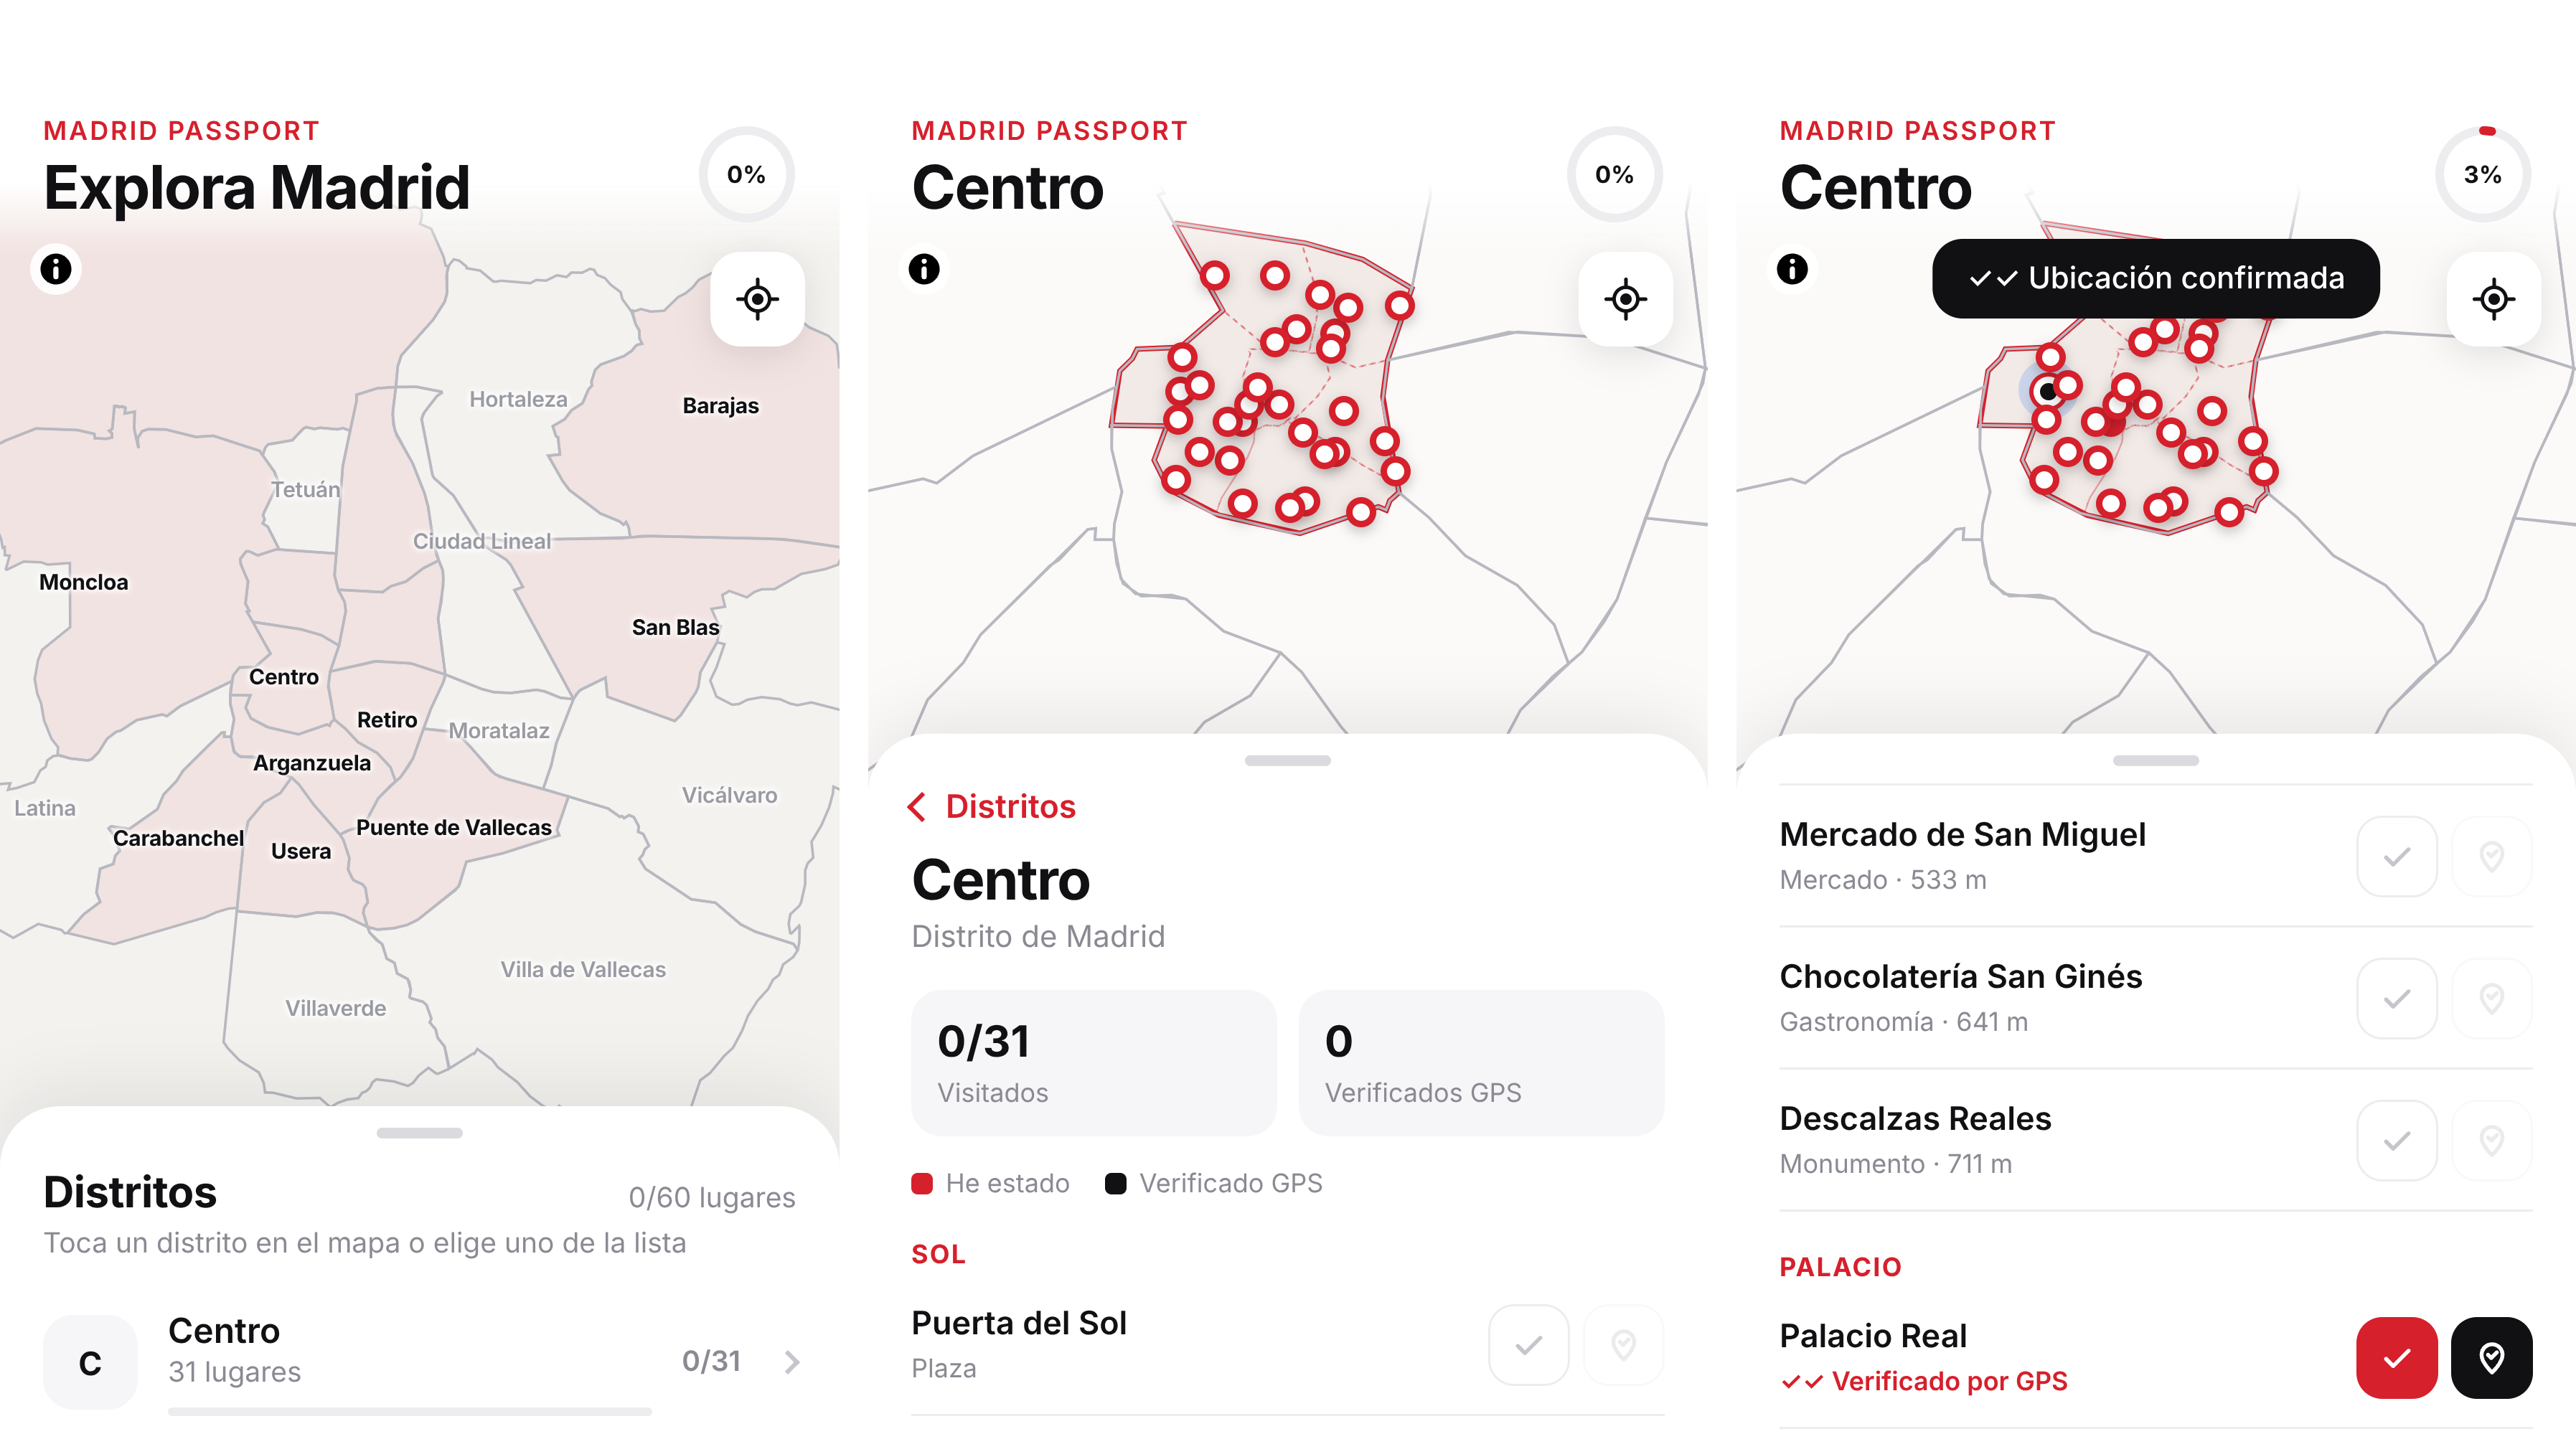 MADRID PASSPORT
Explora Madrid
0%
Hortaleza
Barajas
Tetuán
Ciudad Lineal
Moncloa
San Blas
Centro
Retiro
Moratalaz
Arganzuela
Vicálvaro
Latina
Puente de Vallecas
Carabanchel
Usera
Villa de Vallecas
Villaverde
Distritos
0/60 lugares
Toca un distrito en el mapa o elige uno de la lista
C
Centro
31 lugares
0/31
MADRID PASSPORT
Centro
0%
Distritos
Centro
Distrito de Madrid
0/31
Visitados
0
Verificados GPS
He estado
Verificado GPS
SOL
Puerta del Sol
Plaza
MADRID PASSPORT
Centro
3%
✓✓ Ubicación confirmada
Mercado de San Miguel
Mercado · 533 m
Chocolatería San Ginés
Gastronomía · 641 m
Descalzas Reales
Monumento · 711 m
PALACIO
Palacio Real
✓✓ Verificado por GPS